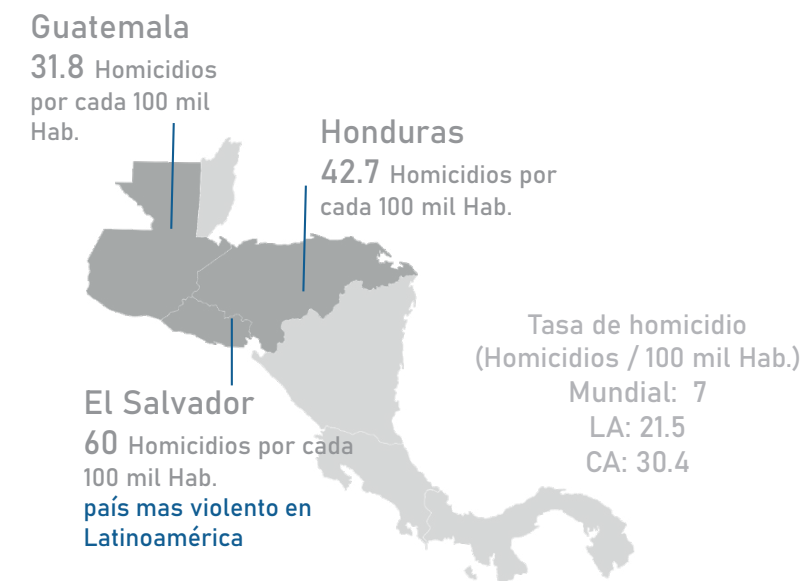 Guatemala
31.8 Homicidios
por cada 100 mil
Hab.
Honduras
42.7 Homicidios por
cada 100 mil Hab.
Tasa de homicidio
(Homicidios / 100 mil Hab.)
Mundial: 7
LA: 21.5
CA: 30.4
El Salvador
60 Homicidios por cada
100 mil Hab.
país mas violento en
Latinoamérica